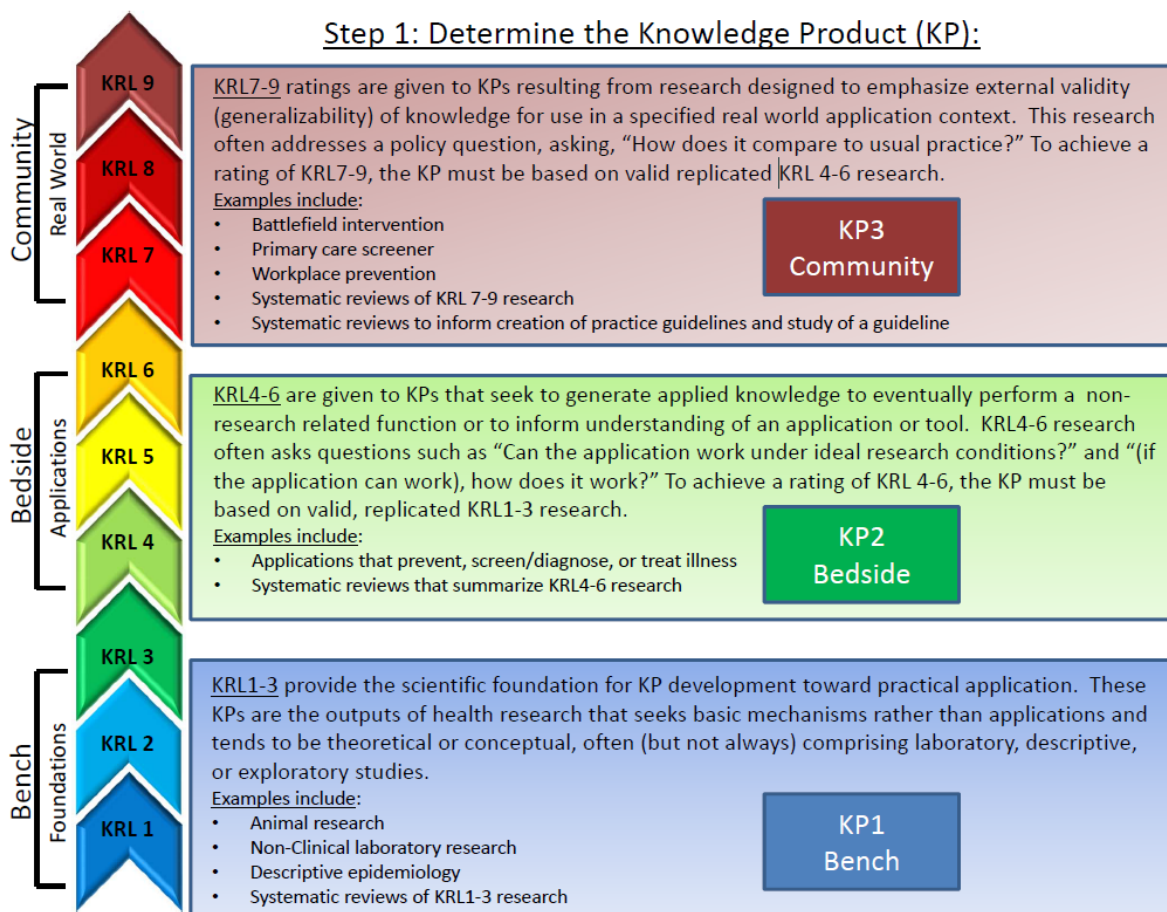 Step 1: Determine the Knowledge Product (KP):
Community
Real World
KRL 9
KRL 8
KRL 7
KRL7-9 ratings are given to KPs resulting from research designed to emphasize external validity
(generalizability) of knowledge for use in a specified real world application context. This research
often addresses a policy question, asking, “How does it compare to usual practice?” To achieve a
rating of KRL7-9, the KP must be based on valid replicated KRL 4-6 research.
Examples include:
• Battlefield intervention
• Primary care screener
• Workplace prevention
• Systematic reviews of KRL 7-9 research
• Systematic reviews to inform creation of practice guidelines and study of a guideline
KP3
Community
Bedside
Applications
KRL 6
KRL 5
KRL 4
KRL4-6 are given to KPs that seek to generate applied knowledge to eventually perform a non-
research related function or to inform understanding of an application or tool. KRL4-6 research
often asks questions such as “Can the application work under ideal research conditions?” and “(if
the application can work), how does it work?” To achieve a rating of KRL 4-6, the KP must be
based on valid, replicated KRL1-3 research.
Examples include:
• Applications that prevent, screen/diagnose, or treat illness
• Systematic reviews that summarize KRL4-6 research
KP2
Bedside
Bench
Foundations
KRL 3
KRL 2
KRL 1
KRL1-3 provide the scientific foundation for KP development toward practical application. These
KPs are the outputs of health research that seeks basic mechanisms rather than applications and
tends to be theoretical or conceptual, often (but not always) comprising laboratory, descriptive,
or exploratory studies.
Examples include:
• Animal research
• Non-Clinical laboratory research
• Descriptive epidemiology
• Systematic reviews of KRL1-3 research
KP1
Bench